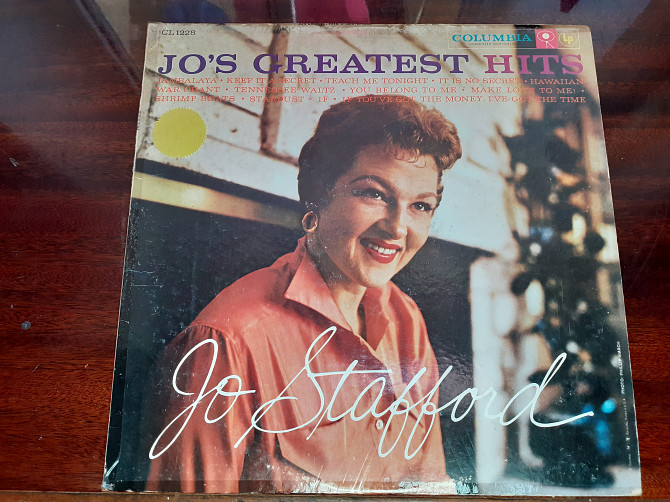 CL 1228
COLUMBIA
LP
JO'S GREATEST HITS
JAMBALAYA • KEEP IT A SECRET • TEACH ME TONIGHT • IT IS NO SECRET • HAWAIIAN
WAR CHANT • TENNESSEE WALTZ • YOU BELONG TO ME • MAKE LOVE TO ME! •
SHRIMP BOATS • STARDUST • IF • IF YOU'VE GOT THE MONEY, I'VE GOT THE TIME
Jo Stafford